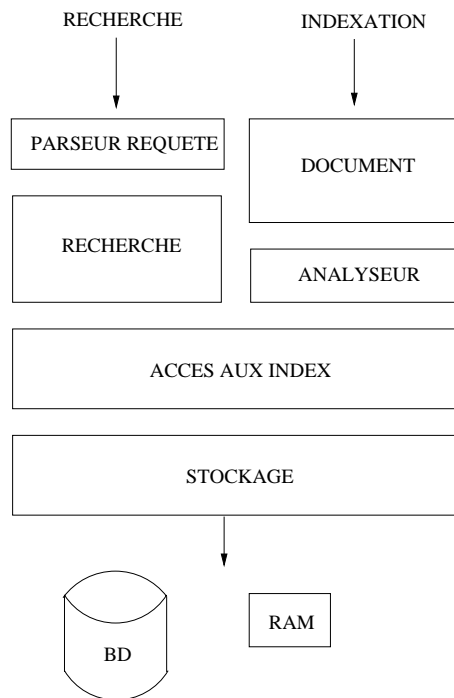 RECHERCHE
INDEXATION
PARSEUR REQUETE
DOCUMENT
RECHERCHE
ANALYSEUR
ACCES AUX INDEX
STOCKAGE
BD
RAM